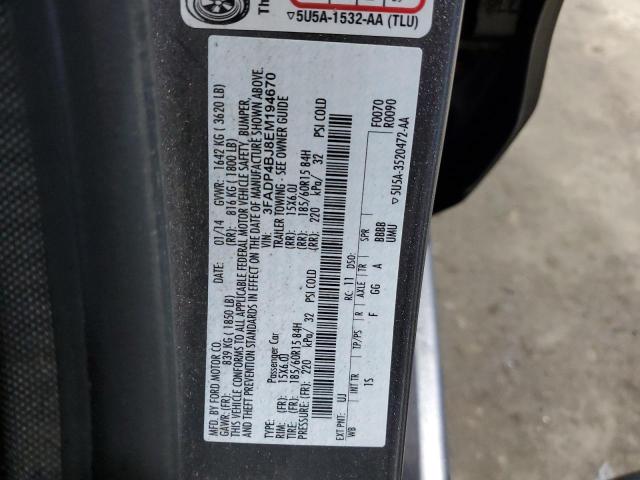 Th
▽5U5A-1532-AA (TLU)
MFD. BY FORD MOTOR CO.
DATE: 01/14 GVWR: 1642 KG ( 3620 LB)
GAWR: (FR): 839 KG ( 1850 LB) (RR): 816 KG ( 1800 LB)
THIS VEHICLE CONFORMS TO ALL APPLICABLE FEDERAL MOTOR VEHICLE SAFETY, BUMPER,
AND THEFT PREVENTION STANDARDS IN EFFECT ON THE DATE OF MANUFACTURE SHOWN ABOVE.
VIN: 3FADP4BJ8EM194670
TYPE: Passenger Car TRAILER TOWING - SEE OWNER GUIDE
RIM: (FR): 15X6.0J (RR): 15X6.0J
TIRE: (FR): 185/60R15 84H (RR): 185/60R15 84H
PRESSURE: (FR): 220 kPa/ 32 PSI COLD (RR): 220 kPa/ 32 PSI COLD
F0070
R0090
EXT PNT: UJ RC: 11 DSO:
WB INT TR TP/PS R AXLE TR SPR
15 F GG A BBBB
UMU
▽5U5A-3520472-AA